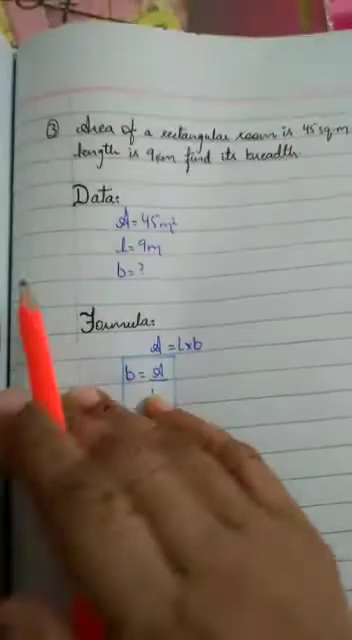 ③ Area of a rectangular room is 45 sq.m
length is 9m find its breadth
Data:
A = 45m²
l = 9m
b = ?
Formula:
A = L×b
b = A